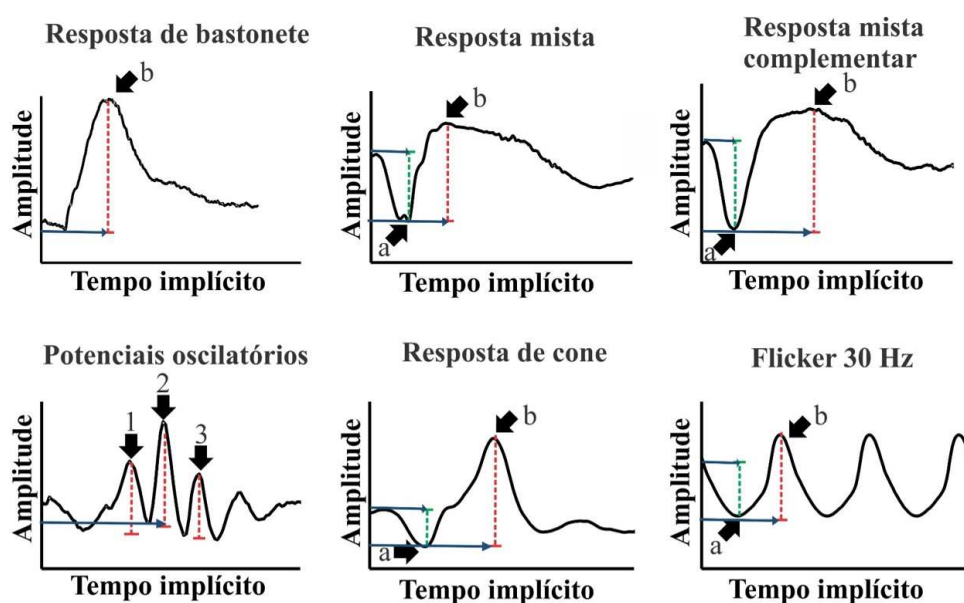 Resposta de bastonete
b
Amplitude
Tempo implícito
Resposta mista
b
a
Amplitude
Tempo implícito
Resposta mista
complementar
b
a
Amplitude
Tempo implícito
Potenciais oscilatórios
1
2
3
Amplitude
Tempo implícito
Resposta de cone
b
a
Amplitude
Tempo implícito
Flicker 30 Hz
b
a
Amplitude
Tempo implícito